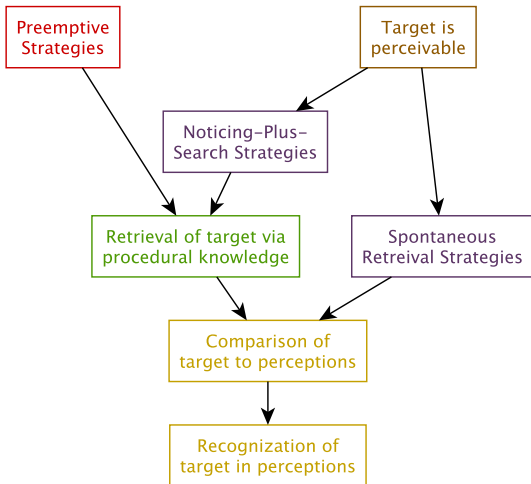 Preemptive
Strategies
Target is
perceivable
Noticing-Plus-
Search Strategies
Retrieval of target via
procedural knowledge
Spontaneous
Retreival Strategies
Comparison of
target to perceptions
Recognization of
target in perceptions